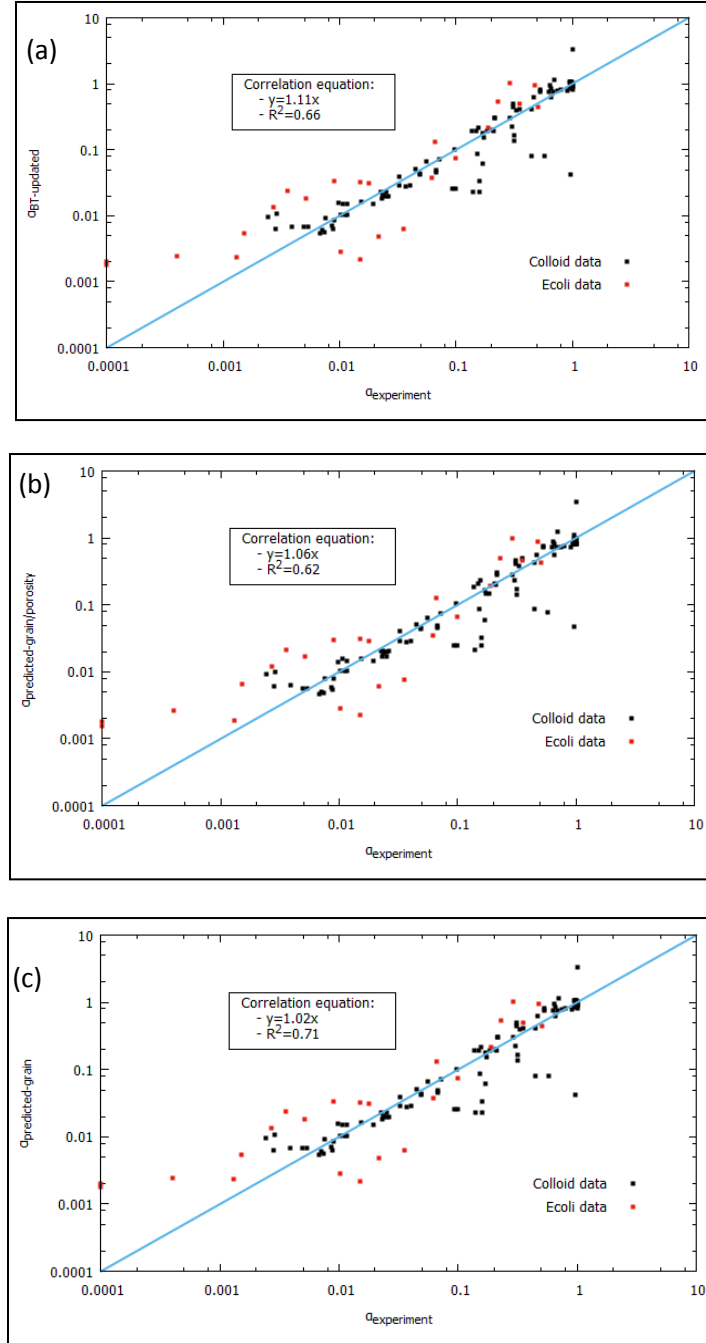 (a)
10
1
0.1
0.01
0.001
0.0001
αBT-updated
Correlation equation:
- y=1.11x
- R²=0.66
Colloid data
Ecoli data
0.0001 0.001 0.01 0.1 1 10
αexperiment
(b)
10
1
0.1
0.01
0.001
0.0001
αpredicted-grain/porosity
Correlation equation:
- y=1.06x
- R²=0.62
Colloid data
Ecoli data
0.0001 0.001 0.01 0.1 1 10
αexperiment
(c)
10
1
0.1
0.01
0.001
0.0001
αpredicted-grain
Correlation equation:
- y=1.02x
- R²=0.71
Colloid data
Ecoli data
0.0001 0.001 0.01 0.1 1 10
αexperiment